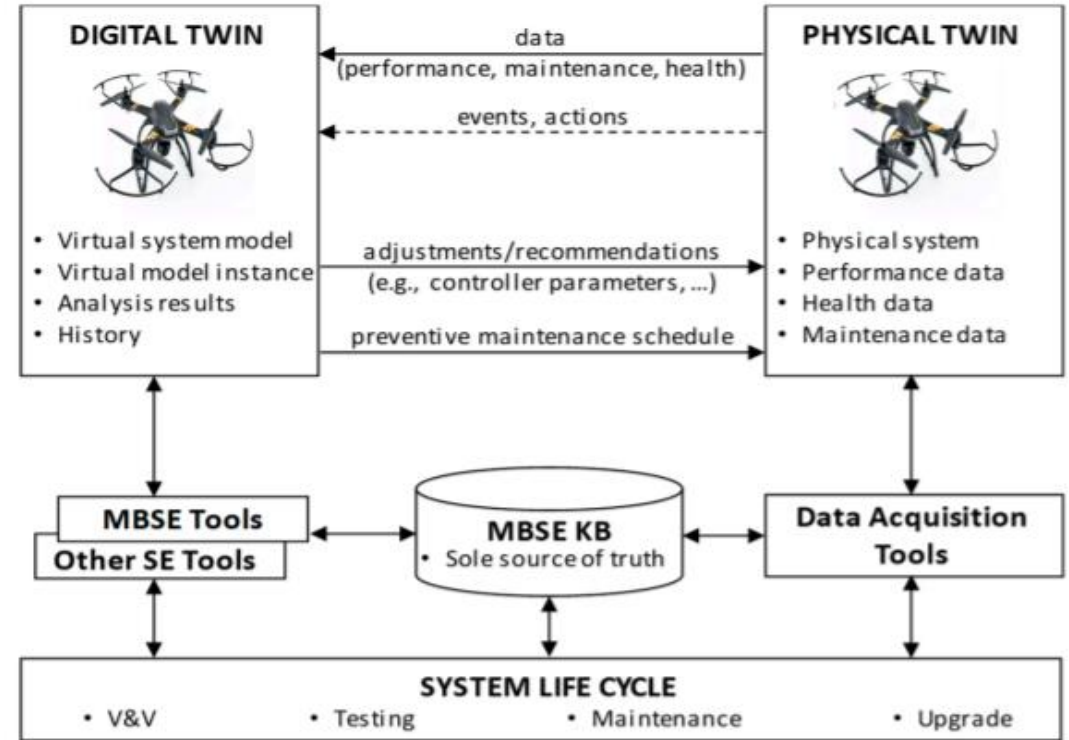 DIGITAL TWIN
• Virtual system model
• Virtual model instance
• Analysis results
• History
data
(performance, maintenance, health)
events, actions
adjustments/recommendations
(e.g., controller parameters, ...)
preventive maintenance schedule
PHYSICAL TWIN
• Physical system
• Performance data
• Health data
• Maintenance data
MBSE Tools
Other SE Tools
MBSE KB
• Sole source of truth
Data Acquisition
Tools
SYSTEM LIFE CYCLE
• V&V • Testing • Maintenance • Upgrade